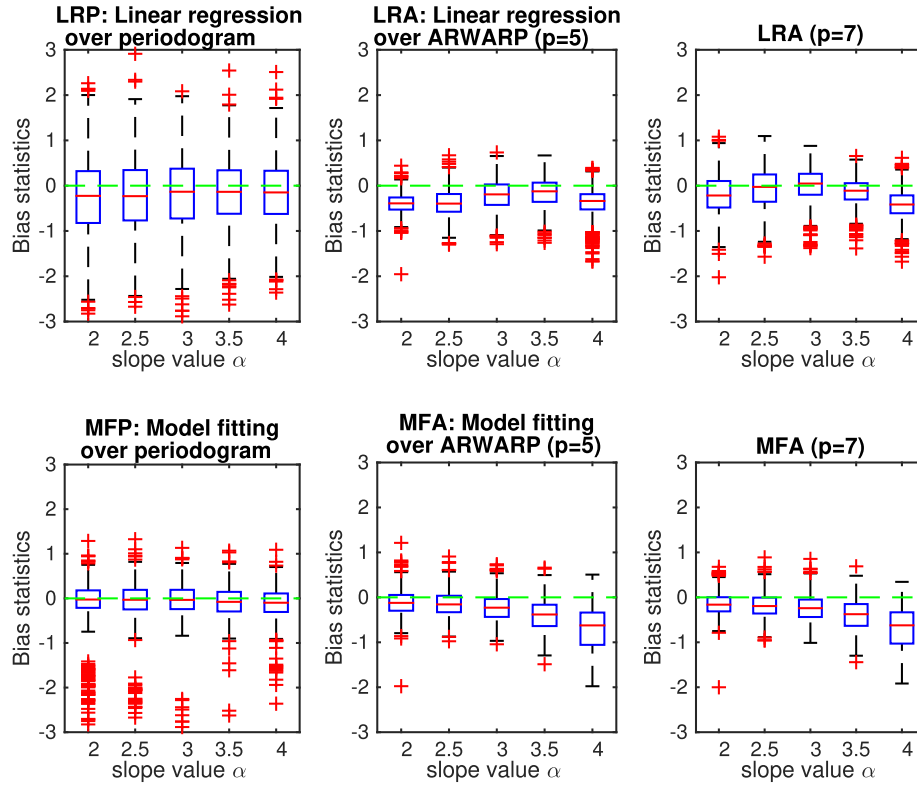 LRP: Linear regression
over periodogram
3
2
1
0
-1
-2
-3
Bias statistics
2 2.5 3 3.5 4
slope value α
LRA: Linear regression
over ARWARP (p=5)
3
2
1
0
-1
-2
-3
Bias statistics
2 2.5 3 3.5 4
slope value α
LRA (p=7)
3
2
1
0
-1
-2
-3
Bias statistics
2 2.5 3 3.5 4
slope value α
MFP: Model fitting
over periodogram
3
2
1
0
-1
-2
-3
Bias statistics
2 2.5 3 3.5 4
slope value α
MFA: Model fitting
over ARWARP (p=5)
3
2
1
0
-1
-2
-3
Bias statistics
2 2.5 3 3.5 4
slope value α
MFA (p=7)
3
2
1
0
-1
-2
-3
Bias statistics
2 2.5 3 3.5 4
slope value α